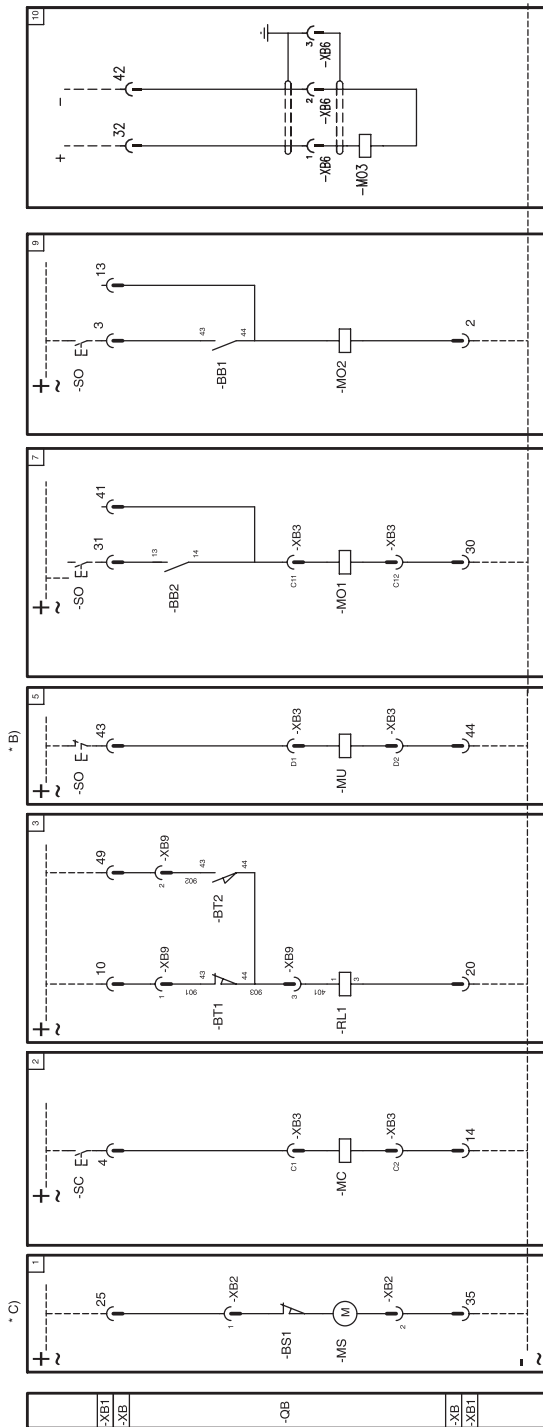 -QB
-XB1
-XB
-XB
-XB1
* C)
1
+
~
25
-XB2
1
-BS1
M
-MS
-XB2
2
35
-
~
2
+
~
-SC
4
-XB3
C1
-MC
-XB3
C2
14
3
+
~
10
49
-XB9
1
-XB9
2
901
902
43
44
-BT1
43
44
-BT2
903
-XB9
3
401
1
3
-RL1
20
* B)
5
+
~
-SO
43
-XB3
D1
-MU
-XB3
D2
44
7
+
~
-SO
31
41
13
14
-BB2
-XB3
C11
-MO1
-XB3
C12
30
9
+
~
-SO
3
13
43
44
-BB1
-MO2
2
10
+
-
32
42
1
-XB6
2
-XB6
3
-XB6
-MO3